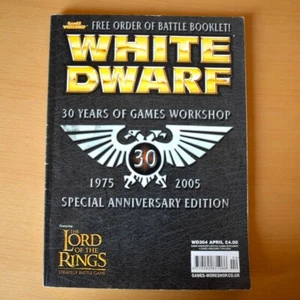 FREE ORDER OF BATTLE BOOKLET!
WHITE
DWARF
30 YEARS OF GAMES WORKSHOP
30
1975 2005
SPECIAL ANNIVERSARY EDITION
THE
LORD OF THE
RINGS
STRATEGY BATTLE GAME
WD304 APRIL £4.00
GAMES-WORKSHOP.CO.UK